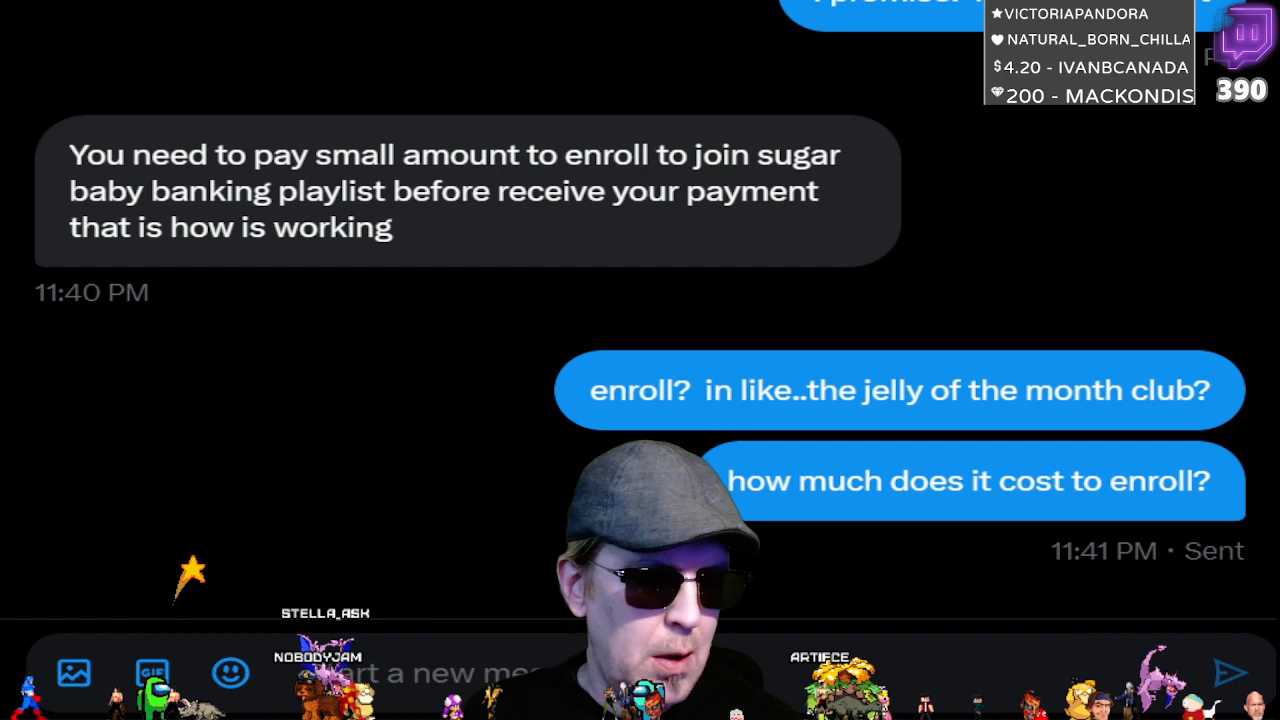 ★VICTORIAPANDORA
♥ NATURAL_BORN_CHILLA
$4.20 - IVANBCANADA
200 - MACKONDIS
390
You need to pay small amount to enroll to join sugar
baby banking playlist before receive your payment
that is how is working
11:40 PM
enroll?  in like..the jelly of the month club?
how much does it cost to enroll?
11:41 PM · Sent
STELLA_ASK
NOBODYJAM
ARTIFCE
GIF
a new